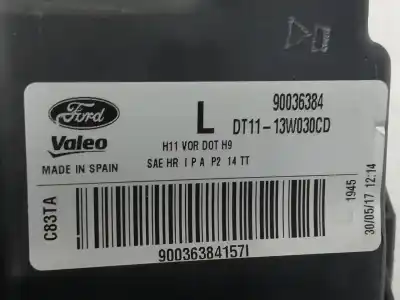 Ford
Valeo
MADE IN SPAIN
L
90036384
DT11-13W030CD
H11 VOR DOT H9
SAE HR I P A P2 14 TT
C83TA
90036384157I
1945
30/05/17 12:14